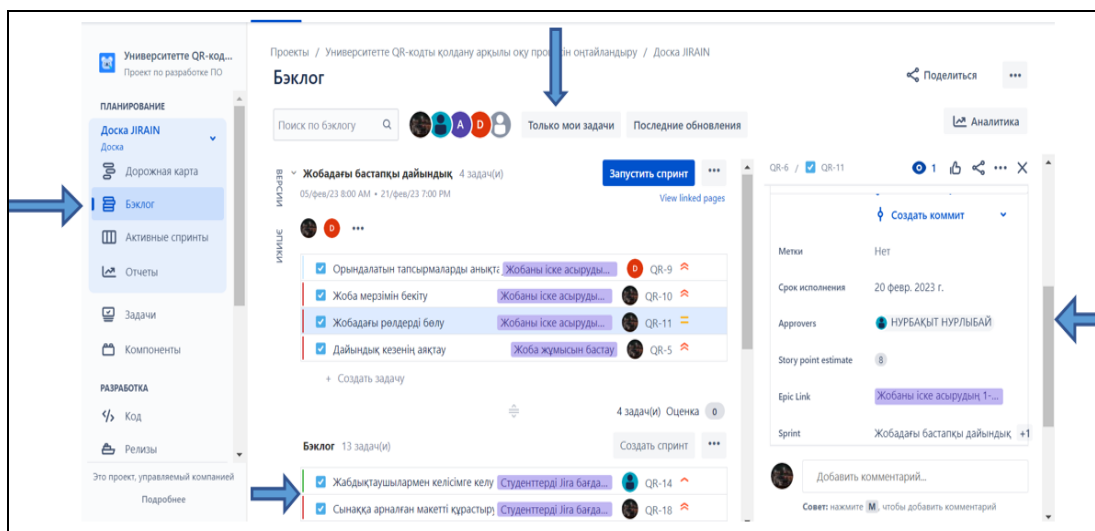 Университетте QR-код...
Проект по разработке ПО
ПЛАНИРОВАНИЕ
Доска JIRAIN
Доска
Дорожная карта
Бэклог
Активные спринты
Отчеты
Задачи
Компоненты
РАЗРАБОТКА
Код
Релизы
Это проект, управляемый компанией
Подробнее
Проекты / Университетте QR-кодты қолдану арқылы оқу оңтайландыру / Доска JIRAIN
Бэклог
Поделиться
Поиск по бэклогу
A D
Только мои задачи
Последние обновления
Аналитика
ВЕРСИИ
ЭПИКИ
Жобадағы бастапқы дайындық 4 задач(и)
Запустить спринт
05/фев/23 8:00 AM • 21/фев/23 7:00 PM
View linked pages
D
Орындалатын тапсырмаларды анықта Жобаны іске асыруды... D QR-9
Жоба мерзімін бекіту Жобаны іске асыруды... QR-10
Жобадағы рөлдерді бөлу Жобаны іске асыруды... QR-11
Дайындық кезенің аяқтау Жоба жұмысын бастау QR-5
+ Создать задачу
4 задач(и) Оценка 0
Бэклог 13 задач(и)
Создать спринт
Жабдықтаушылармен келісімге келу Студенттерді Jira бағда... QR-14
Сынаққа арналған макетті құрастыр Студенттерді Jira бағда... QR-18
QR-6 / QR-11
1
Создать коммит
Метки Нет
Срок исполнения 20 февр. 2023 г.
Approvers НУРБАҚЫТ НУРЛЫБАЙ
Story point estimate 8
Epic Link Жобаны іске асырудың 1-...
Sprint Жобадағы бастапқы дайындық +1
Добавить комментарий...
Совет: нажмите M, чтобы добавить комментарий